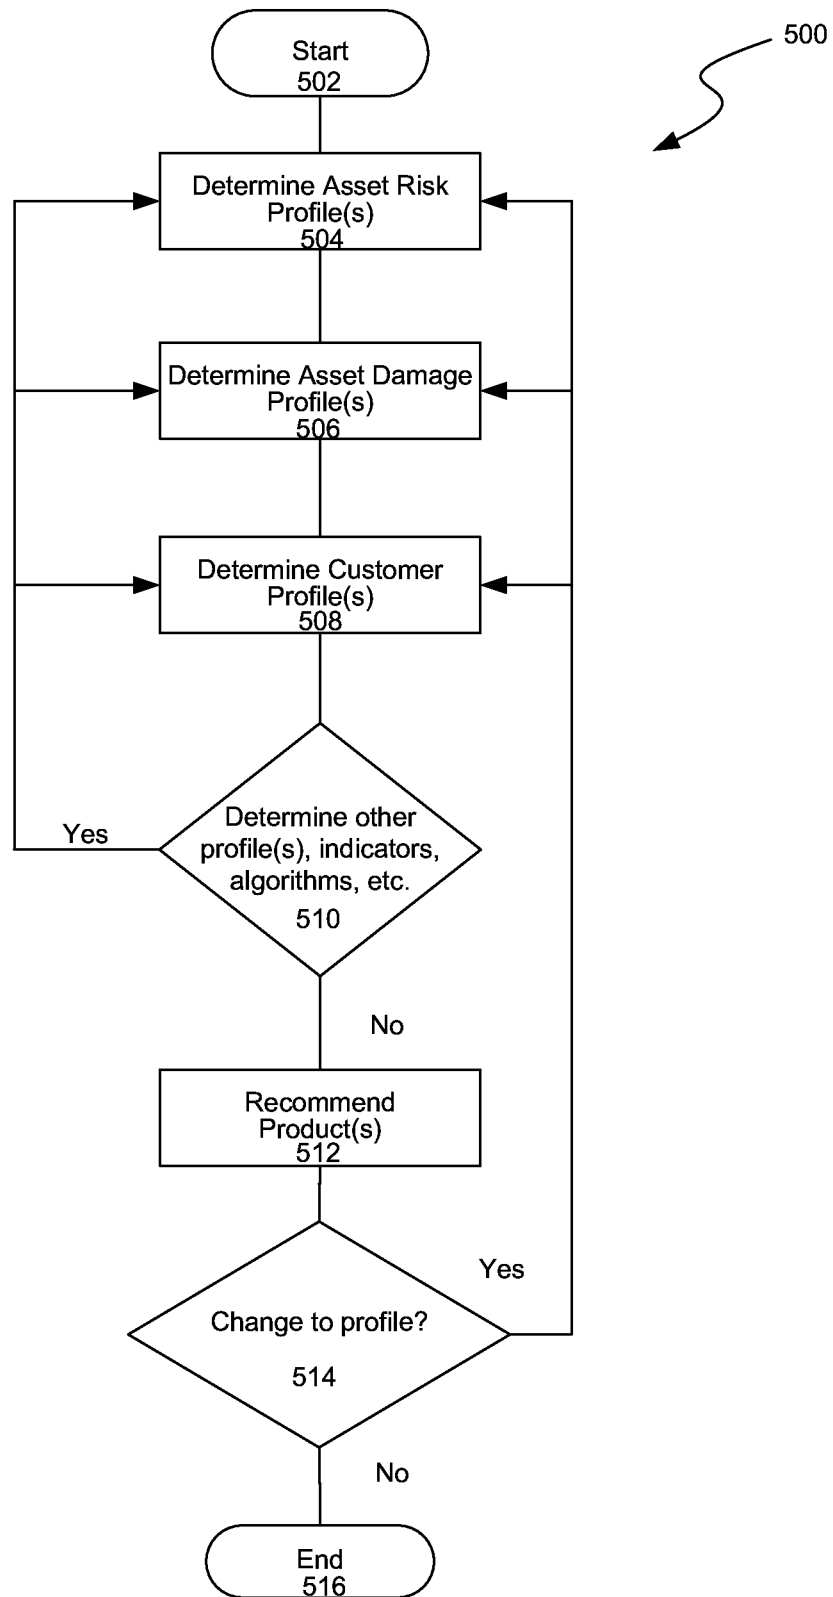 500
Start
502
Determine Asset Risk
Profile(s)
504
Determine Asset Damage
Profile(s)
506
Determine Customer
Profile(s)
508
Determine other
profile(s), indicators,
algorithms, etc.
510
Yes
No
Recommend
Product(s)
512
Change to profile?
514
Yes
No
End
516